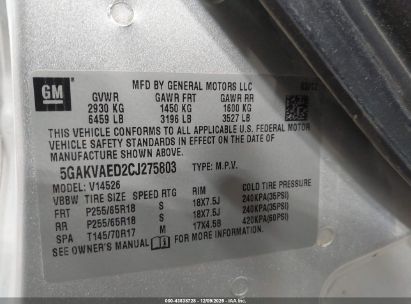 GM
MFD BY GENERAL MOTORS LLC
GVWR GAWR FRT GAWR RR
2930 KG 1450 KG 1600 KG
6459 LB 3196 LB 3527 LB
THIS VEHICLE CONFORMS TO ALL APPLICABLE U.S. FEDERAL MOTOR
VEHICLE SAFETY STANDARDS IN EFFECT ON THE DATE OF
MANUFACTURE SHOWN ABOVE.
5GAKVAED2CJ275803 TYPE: M.P.V.
MODEL: V14526
VBBW TIRE SIZE SPEED RTG RIM COLD TIRE PRESSURE
FRT P255/65R18 S 18X7.5J 240KPA(35PSI)
RR P255/65R18 S 18X7.5J 240KPA(35PSI)
SPA T145/70R17 M 17X4.5B 420KPA(60PSI)
SEE OWNER'S MANUAL FOR ADDITIONAL INFORMATION.